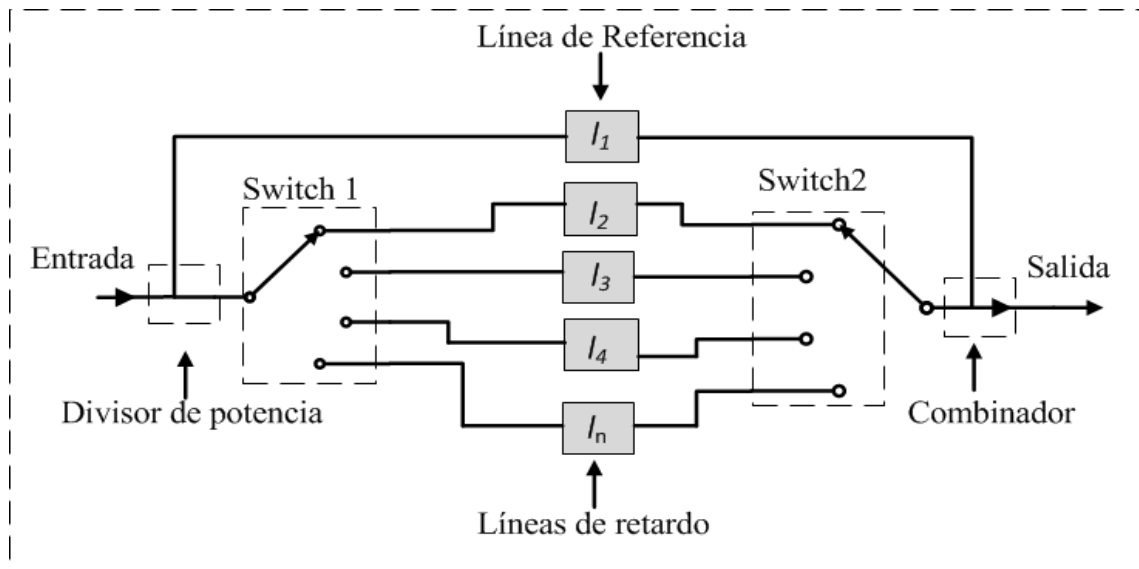 Línea de Referencia
l1
Switch 1
Switch2
l2
Entrada
Salida
l3
l4
Divisor de potencia
Combinador
ln
Líneas de retardo